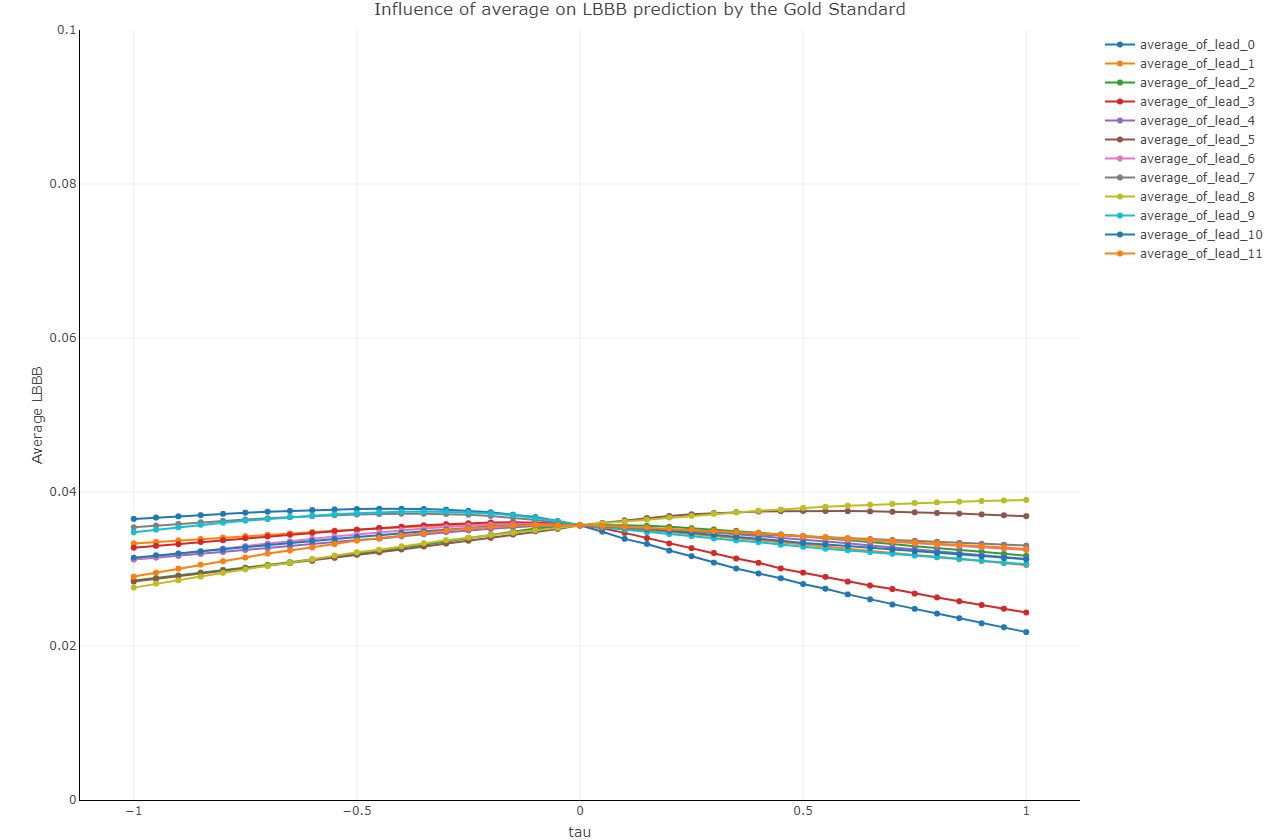 Influence of average on LBBB prediction by the Gold Standard
0.1
0.08
0.06
0.04
0.02
0
Average LBBB
−1
−0.5
0
0.5
1
tau
average_of_lead_0
average_of_lead_1
average_of_lead_2
average_of_lead_3
average_of_lead_4
average_of_lead_5
average_of_lead_6
average_of_lead_7
average_of_lead_8
average_of_lead_9
average_of_lead_10
average_of_lead_11